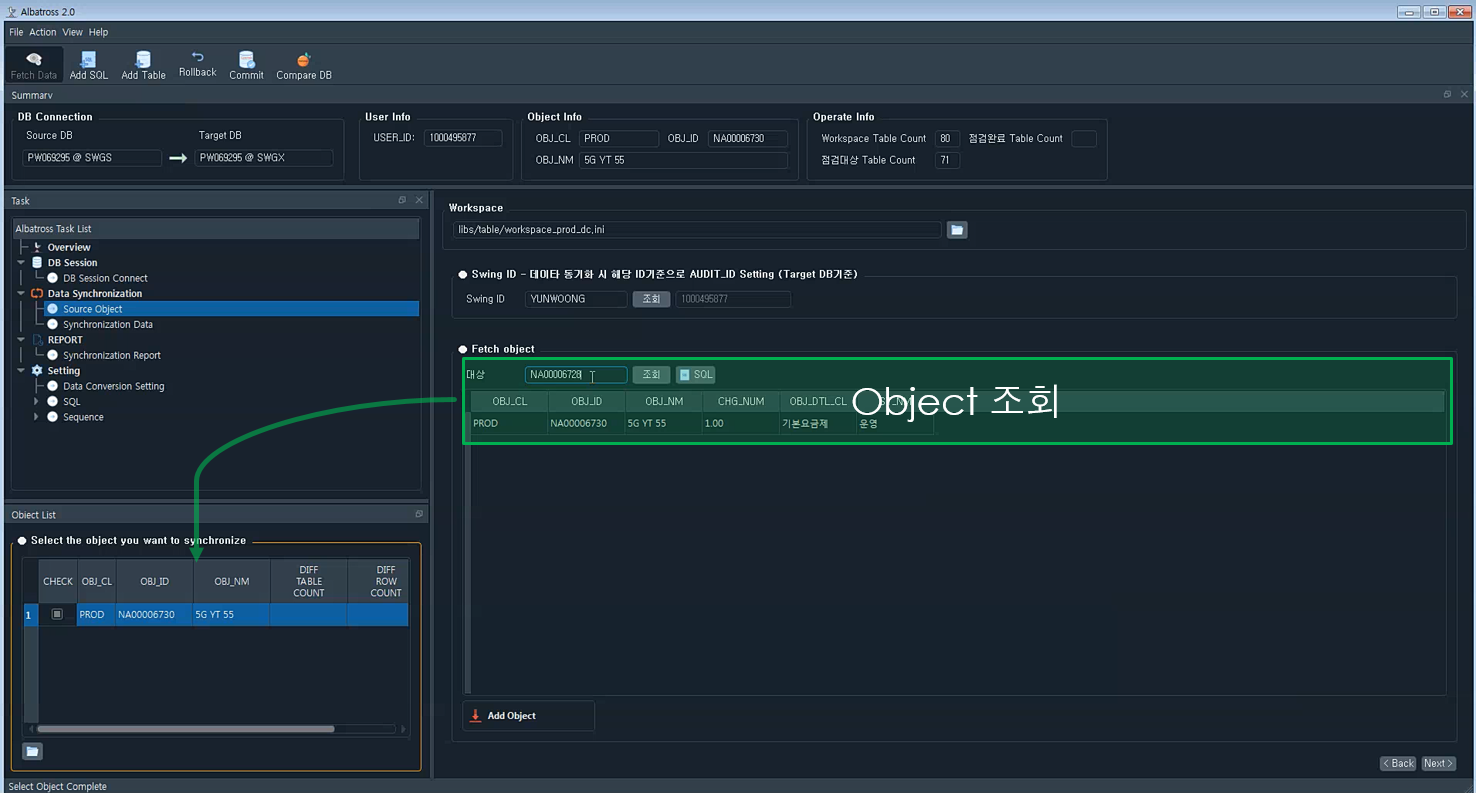 Albatross 2.0
File Action View Help
Fetch Data Add SQL Add Table Rollback Commit Compare DB
Summary
DB Connection
Source DB Target DB
PW069295 @ SWGS PW069295 @ SWGX
User Info
USER_ID: 1000495877
Object Info
OBJ_CL PROD OBJ_ID NA00006730
OBJ_NM 5G YT 55
Operate Info
Workspace Table Count 80 점검완료 Table Count
점검대상 Table Count 71
Task
Albatross Task List
Overview
DB Session
DB Session Connect
Data Synchronization
Source Object
Synchronization Data
REPORT
Synchronization Report
Setting
Data Conversion Setting
SQL
Sequence
Object List
Select the object you want to synchronize
CHECK OBJ_CL OBJ_ID OBJ_NM DIFF TABLE COUNT DIFF ROW COUNT
1 PROD NA00006730 5G YT 55
Workspace
libs/table/workspace_prod_dc.ini
Swing ID - 데이타 동기화 시 해당 ID기준으로 AUDIT_ID Setting (Target DB기준)
Swing ID YUNWOONG 조회 1000495877
Fetch object
대상 NA00006728 조회 SQL
OBJ_CL OBJ_ID OBJ_NM CHG_NUM OBJ_DTL_CL
Object 조회
PROD NA00006730 5G YT 55 1.00 기본요금제 운영
Add Object
< Back Next >
Select Object Complete